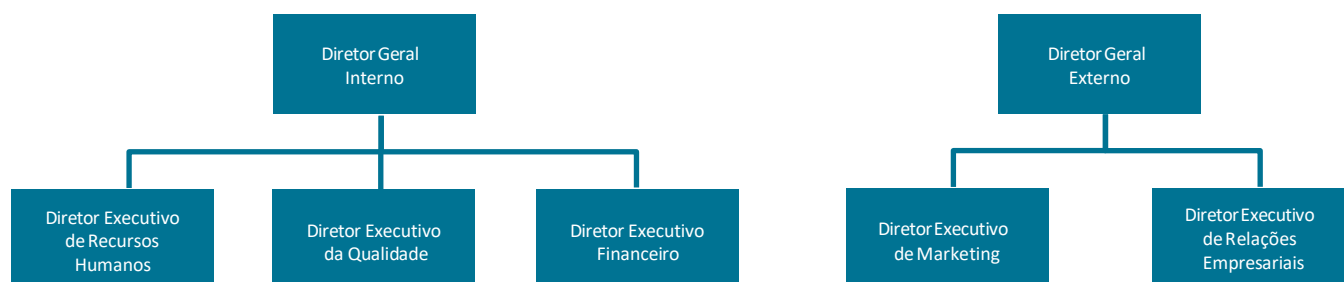 Diretor Geral
Interno
Diretor Geral
Externo
Diretor Executivo
de Recursos
Humanos
Diretor Executivo
da Qualidade
Diretor Executivo
Financeiro
Diretor Executivo
de Marketing
Diretor Executivo
de Relações
Empresariais